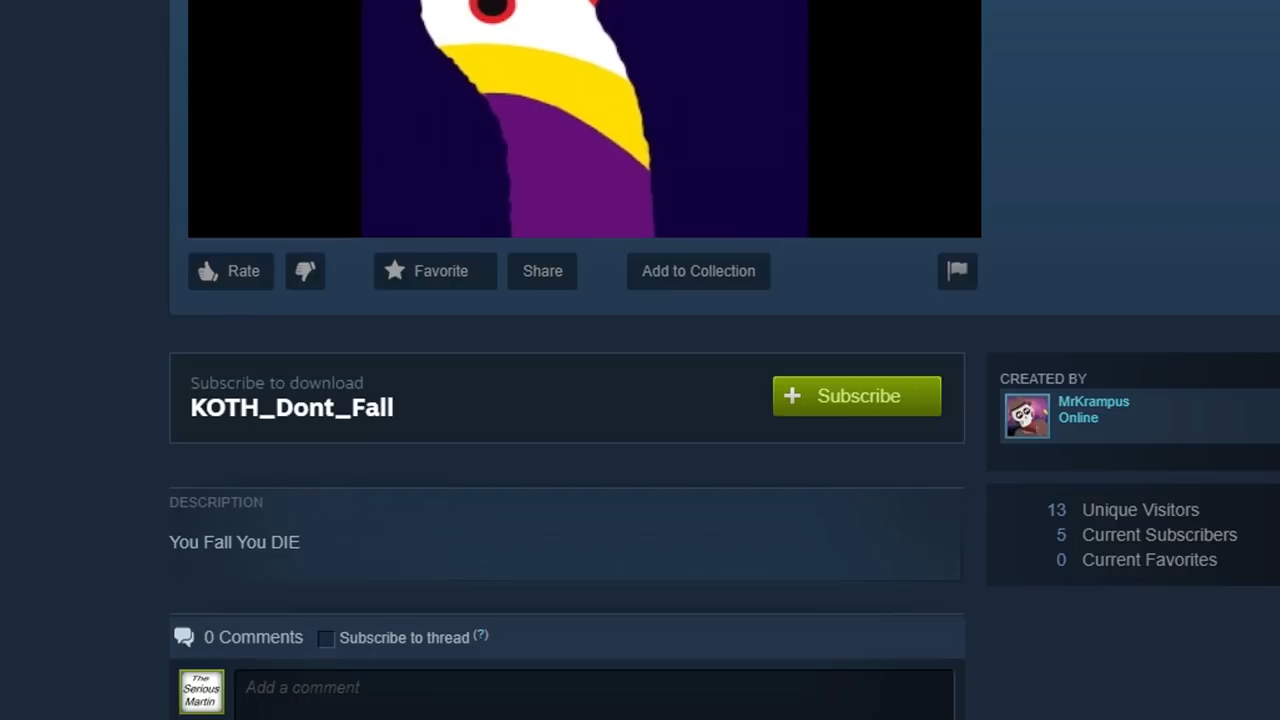 Rate
Favorite
Share
Add to Collection
Subscribe to download
KOTH_Dont_Fall
Subscribe
CREATED BY
MrKrampus
Online
DESCRIPTION
You Fall You DIE
13 Unique Visitors
5 Current Subscribers
0 Current Favorites
0 Comments
Subscribe to thread (?)
The
Serious
Martin
Add a comment